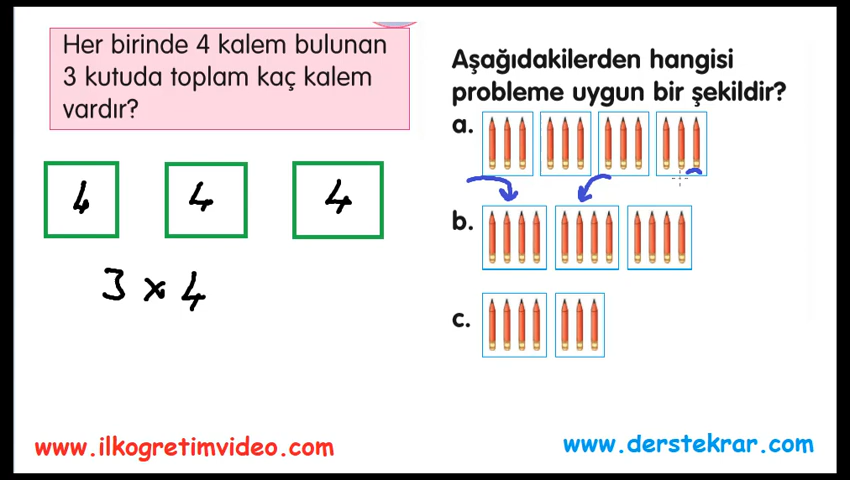 Her birinde 4 kalem bulunan
3 kutuda toplam kaç kalem
vardır?
4 4 4
3 x 4
Aşağıdakilerden hangisi
probleme uygun bir şekildir?
a.
b.
c.
www.ilkogretimvideo.com
www.derstekrar.com